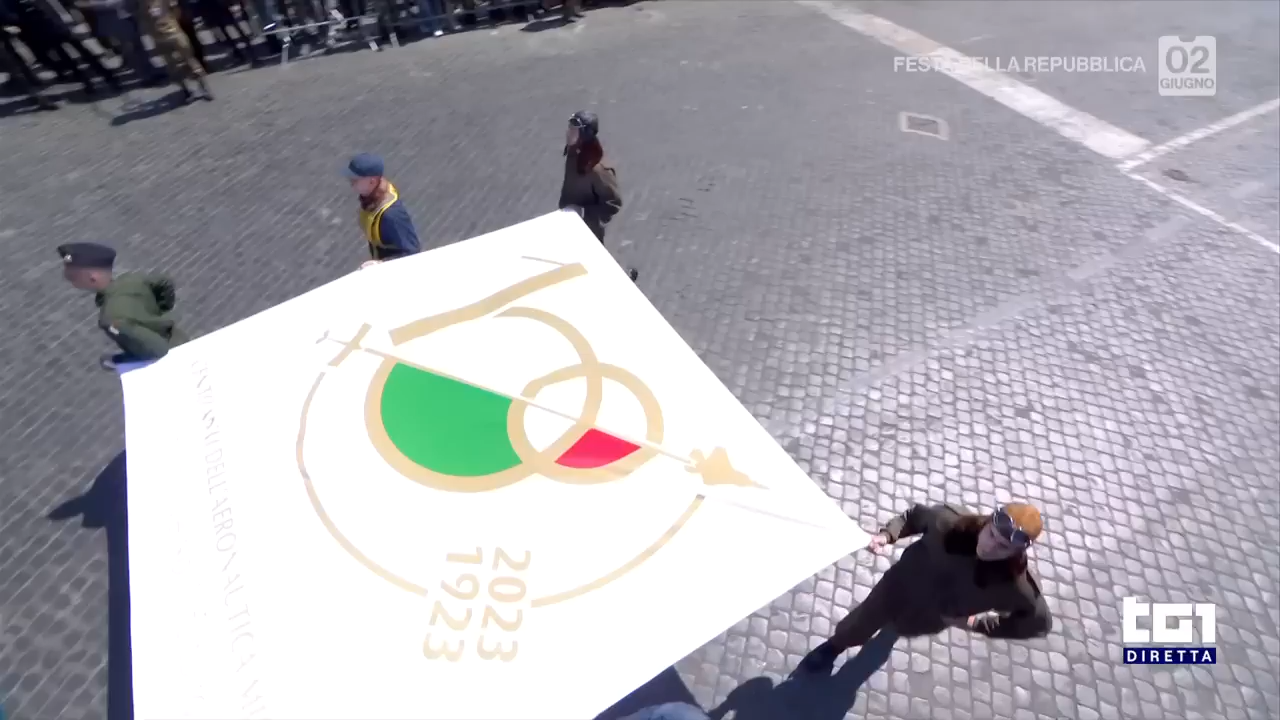 FESTA DELLA REPUBBLICA
02
GIUGNO
2023
1923
tG1
DIRETTA